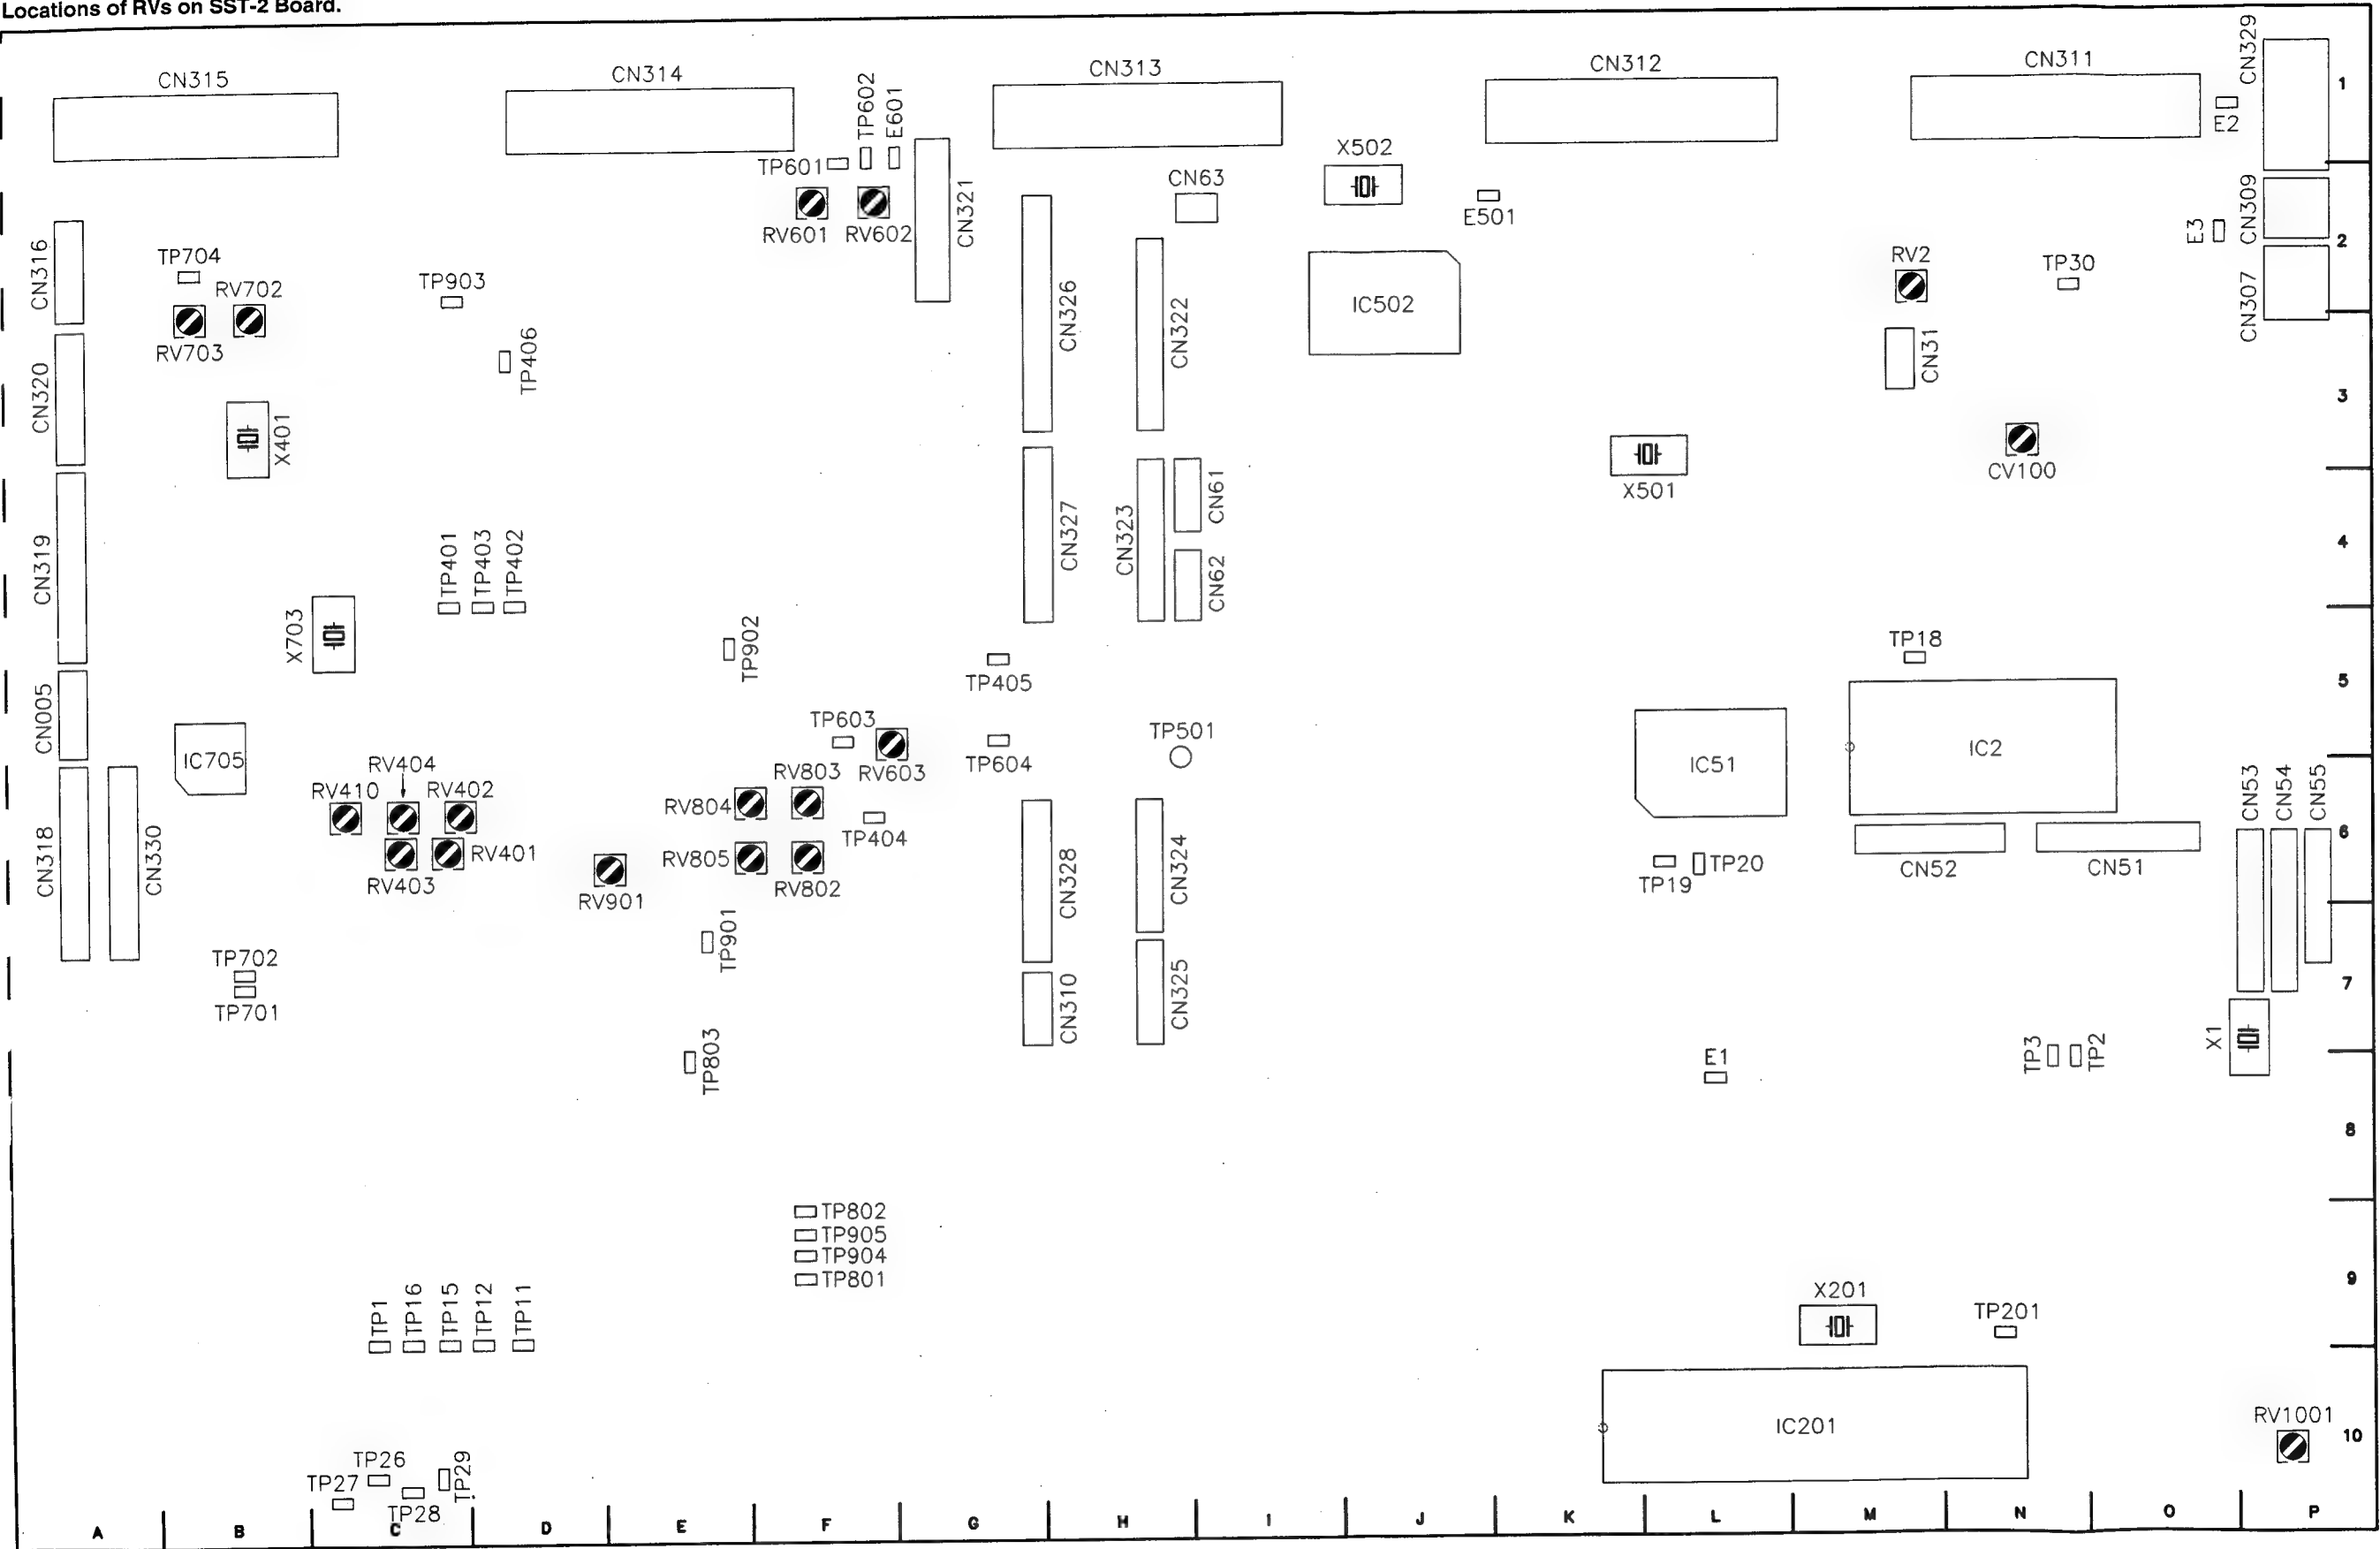 Locations of RVs on SST-2 Board.
CN315
CN314
CN313
CN312
CN311
CN329
1
TP602
E601
E2
TP601
X502
CN63
CN321
E501
CN309
RV601
RV602
E3
2
CN316
TP704
RV702
TP903
CN326
CN322
IC502
RV2
TP30
CN307
RV703
TP406
CN31
CN320
X401
3
X501
CV100
CN319
TP401
TP403
TP402
CN327
CN323
CN61
CN62
4
X703
TP902
TP405
TP18
CN005
5
TP603
TP604
TP501
IC705
RV404
RV803
RV603
IC51
IC2
RV410
RV402
RV804
TP404
CN53
CN54
CN55
CN318
CN330
RV403
RV401
RV805
RV802
RV901
CN328
CN324
TP19
TP20
CN52
CN51
6
TP901
TP702
TP701
CN310
CN325
7
TP803
E1
TP3
TP2
X1
8
TP802
TP905
TP904
TP801
TP1
TP16
TP15
TP12
TP11
X201
TP201
9
IC201
RV1001
10
TP26
TP27
TP28
TP29
A B C D E F G H I J K L M N O P